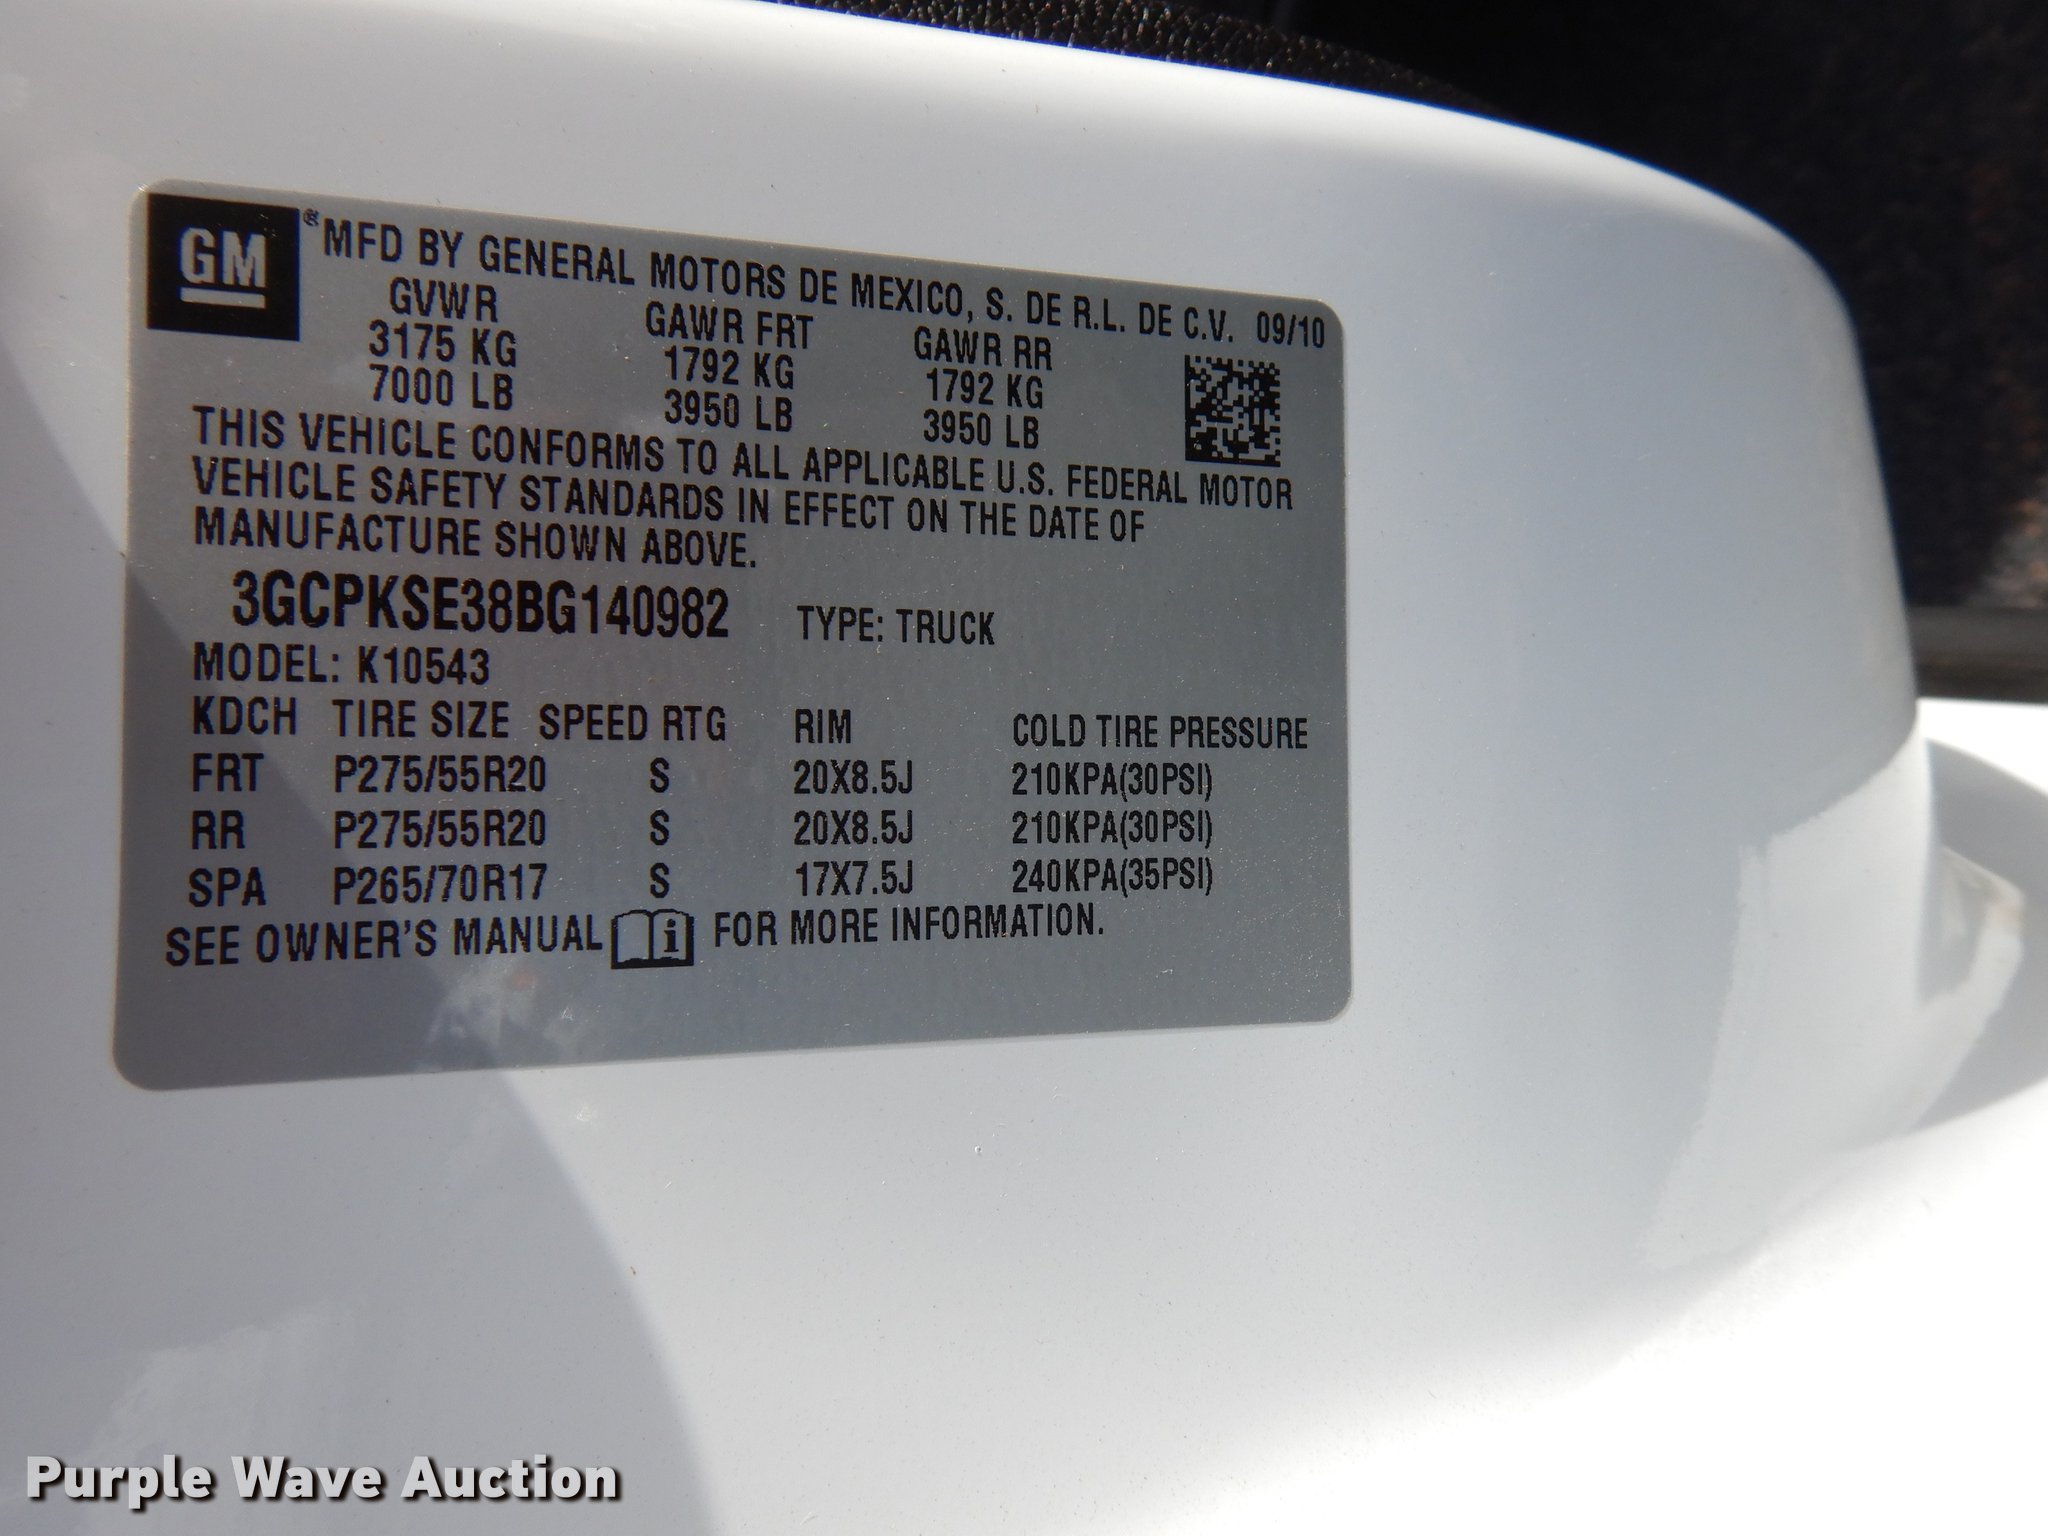 GM ® MFD BY GENERAL MOTORS DE MEXICO, S. DE R.L. DE C.V. 09/10
GVWR GAWR FRT GAWR RR
3175 KG 1792 KG 1792 KG
7000 LB 3950 LB 3950 LB
THIS VEHICLE CONFORMS TO ALL APPLICABLE U.S. FEDERAL MOTOR
VEHICLE SAFETY STANDARDS IN EFFECT ON THE DATE OF
MANUFACTURE SHOWN ABOVE.
3GCPKSE38BG140982 TYPE: TRUCK
MODEL: K10543
KDCH TIRE SIZE SPEED RTG RIM COLD TIRE PRESSURE
FRT P275/55R20 S 20X8.5J 210KPA(30PSI)
RR P275/55R20 S 20X8.5J 210KPA(30PSI)
SPA P265/70R17 S 17X7.5J 240KPA(35PSI)
SEE OWNER'S MANUAL i FOR MORE INFORMATION.
Purple Wave Auction